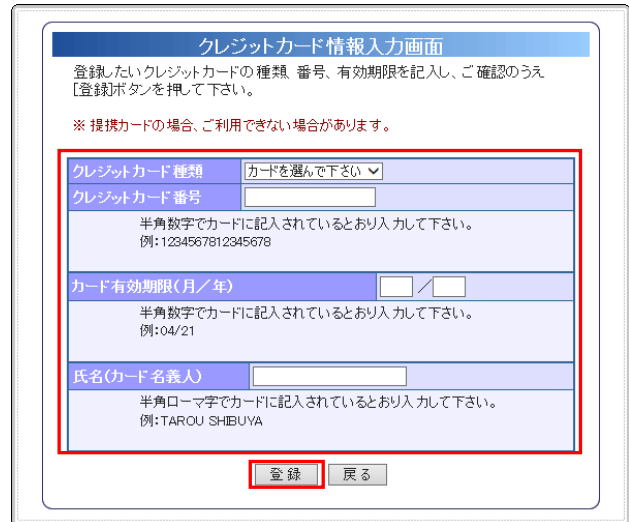 クレジットカード情報入力画面
登録したいクレジットカードの種類、番号、有効期限を記入し、ご確認のうえ
[登録]ボタンを押して下さい。
※ 提携カードの場合、ご利用できない場合があります。
クレジットカード種類 カードを選んで下さい
クレジットカード番号
半角数字でカードに記入されているとおり入力して下さい。
例:1234567812345678
カード有効期限(月／年) ／
半角数字でカードに記入されているとおり入力して下さい。
例:04/21
氏名(カード名義人)
半角ローマ字でカードに記入されているとおり入力して下さい。
例:TAROU SHIBUYA
登録 戻る